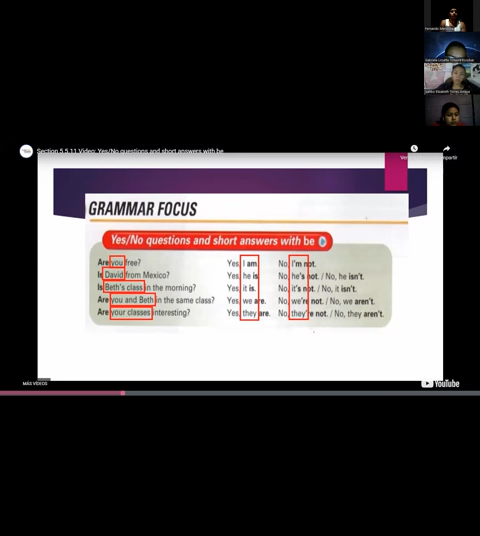 Fernando
Section 5.5.11 Video: Yes/No questions and short answers with be
GRAMMAR FOCUS
Yes/No questions and short answers with be
Are you free? Yes, I am. No, I'm not.
Is David from Mexico? Yes, he is. No, he's not. / No, he isn't.
Is Beth's class in the morning? Yes, it is. No, it's not. / No, it isn't.
Are you and Beth in the same class? Yes, we are. No, we're not. / No, we aren't.
Are your classes interesting? Yes, they are. No, they're not. / No, they aren't.
MÁS VÍDEOS
YouTube